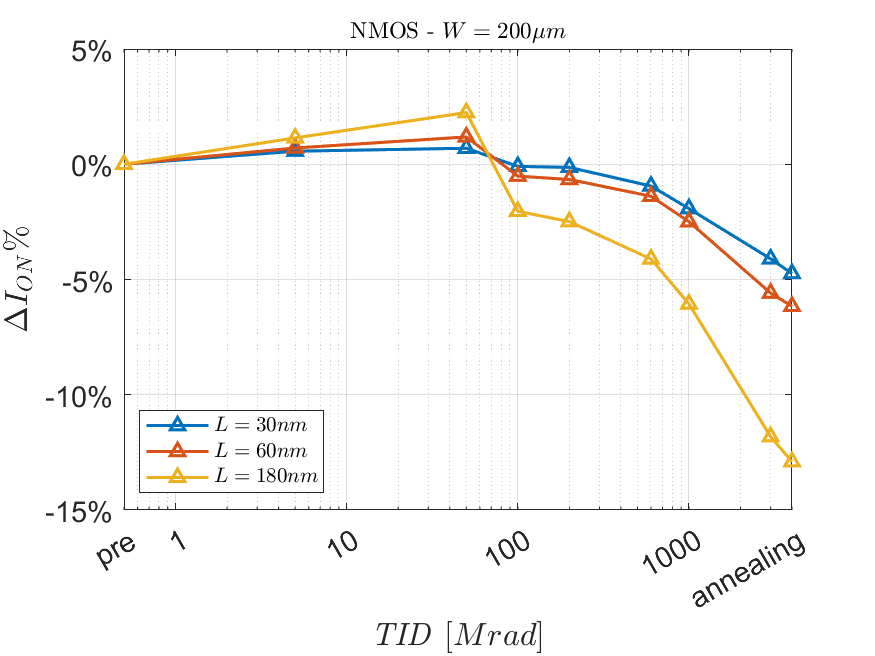 NMOS - W = 200μm
5%
0%
-5%
-10%
-15%
ΔI_ON%
L = 30nm
L = 60nm
L = 180nm
pre 1 10 100 1000 annealing
TID [Mrad]